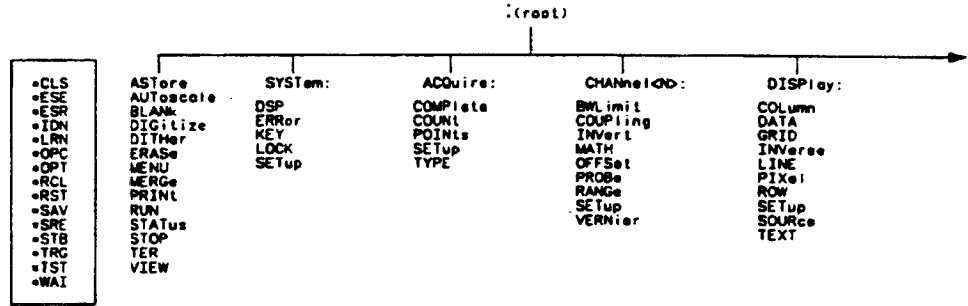 :(root)
*CLS
*ESE
*ESR
*IDN
*LRN
*OPC
*OPT
*RCL
*RST
*SAV
*SRE
*STB
*TRG
*TST
*WAI
AStore
AUToscale
BLANk
DIGitize
DITHer
ERASe
MENU
MERGe
PRINt
RUN
STATus
STOP
TER
VIEW
SYSTem:
DSP
ERRor
KEY
LOCK
SETup
ACQuire:
COMPlete
COUNt
POINts
SETup
TYPE
CHANnel<N>:
BWLimit
COUPling
INVert
MATH
OFFSet
PROBe
RANGe
SETup
VERNier
DISPlay:
COLumn
DATA
GRID
INVerse
LINE
PIXel
ROW
SETup
SOURce
TEXT